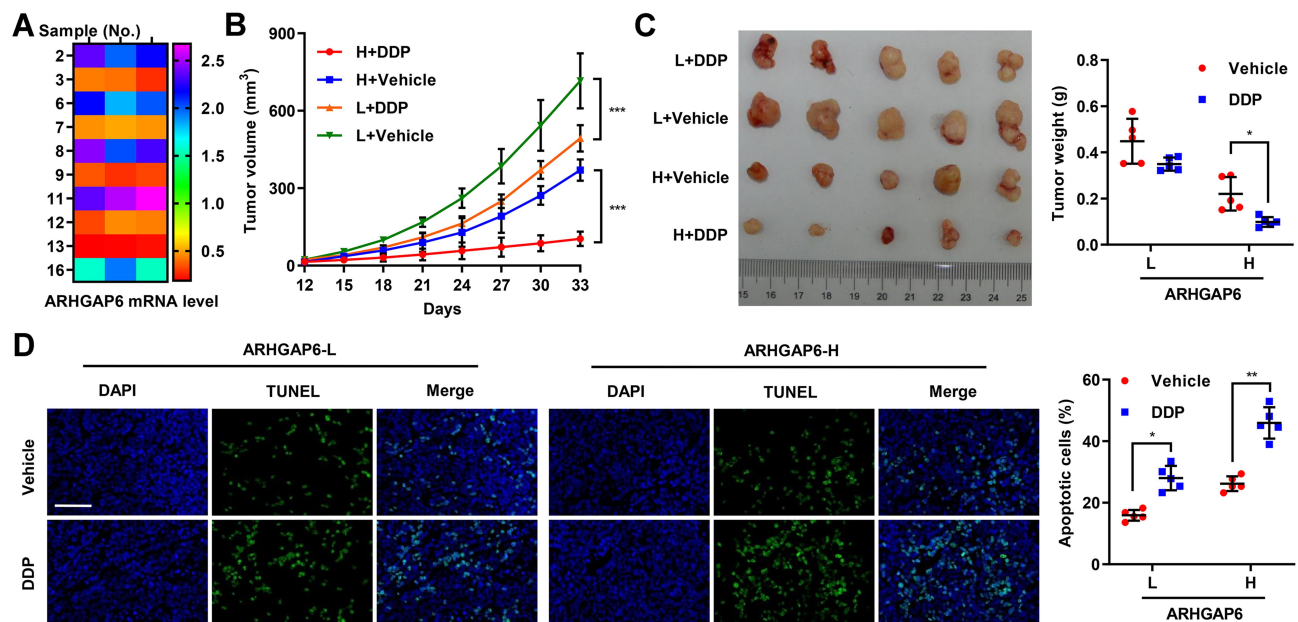 A
Sample (No.)
2
3
6
7
8
9
11
12
13
16
2.5
2.0
1.5
1.0
0.5
ARHGAP6 mRNA level
B
Tumor volume (mm3)
900
600
300
0
H+DDP
H+Vehicle
L+DDP
L+Vehicle
***
***
12 15 18 21 24 27 30 33
Days
C
L+DDP
L+Vehicle
H+Vehicle
H+DDP
15 16 17 18 19 20 21 22 23 24 25
Tumor weight (g)
0.8
0.6
0.4
0.2
0.0
Vehicle
DDP
*
L H
ARHGAP6
D
ARHGAP6-L ARHGAP6-H
DAPI TUNEL Merge DAPI TUNEL Merge
Vehicle
DDP
Apoptotic cells (%)
60
40
20
0
Vehicle
DDP
*
**
L H
ARHGAP6